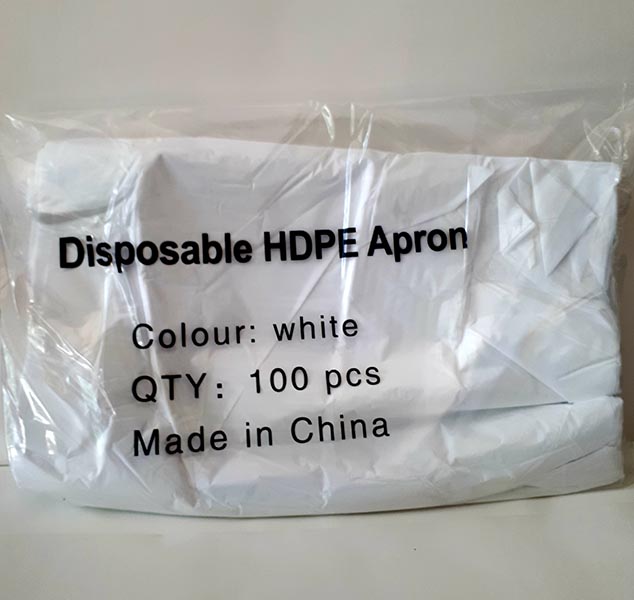 Disposable HDPE Apron
Colour: white
QTY: 100 pcs
Made in China